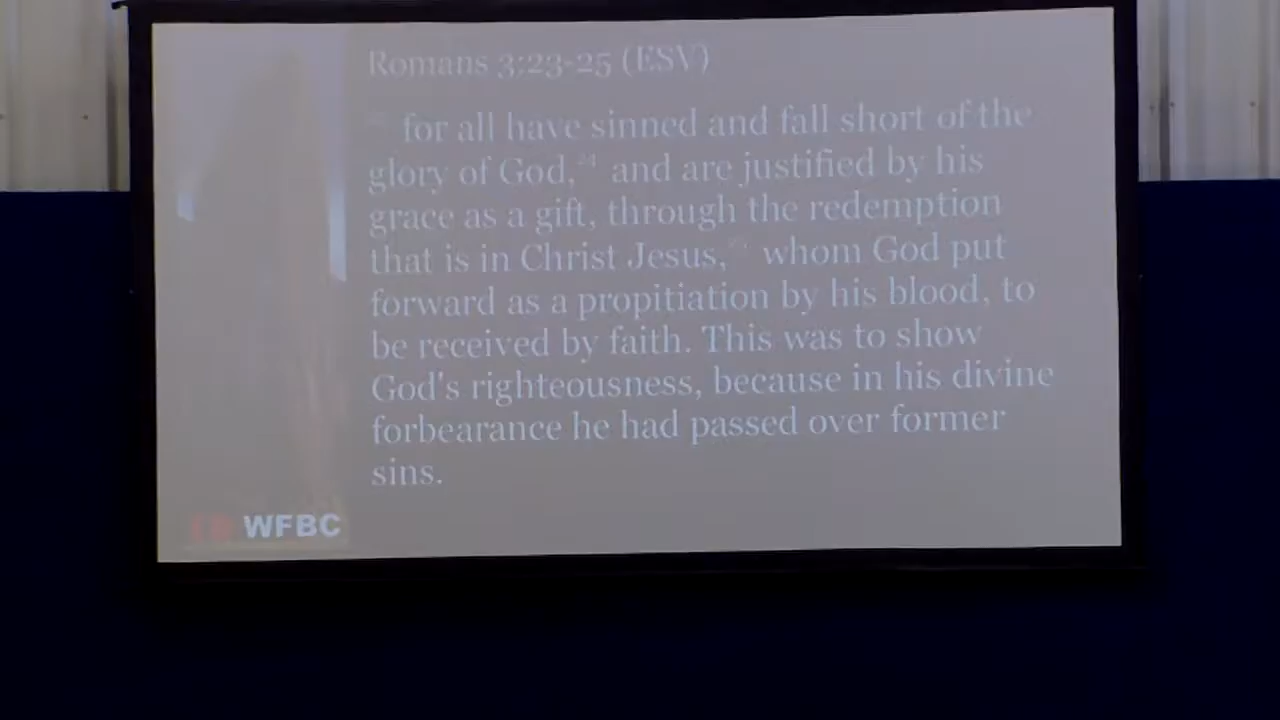 Romans 3:23-25 (ESV)
for all have sinned and fall short of the
glory of God,24 and are justified by his
grace as a gift, through the redemption
that is in Christ Jesus, whom God put
forward as a propitiation by his blood, to
be received by faith. This was to show
God's righteousness, because in his divine
forbearance he had passed over former
sins.
WFBC